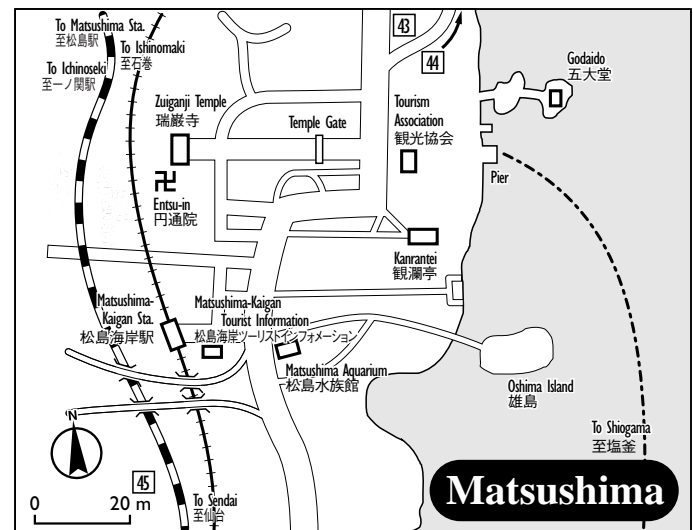 To Matsushima Sta.
至松島駅
To Ishinomaki
至石巻
To Ichinoseki
至一ノ関駅
43
44
Godaido
五大堂
Zuiganji Temple
瑞巌寺
Temple Gate
Tourism
Association
観光協会
Pier
Entsu-in
円通院
Kanrantei
観瀾亭
Matsushima-
Kaigan Sta.
松島海岸駅
Matsushima-Kaigan
Tourist Information
松島海岸ツーリストインフォメーション
Matsushima Aquarium
松島水族館
Oshima Island
雄島
To Shiogama
至塩釜
N
45
0 20 m
To Sendai
至仙台
Matsushima